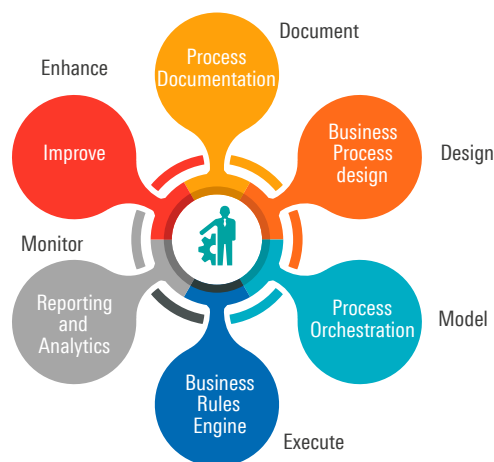 Document
Process
Documentation
Enhance
Improve
Business
Process
design
Design
Monitor
Reporting
and
Analytics
Process
Orchestration
Model
Business
Rules
Engine
Execute